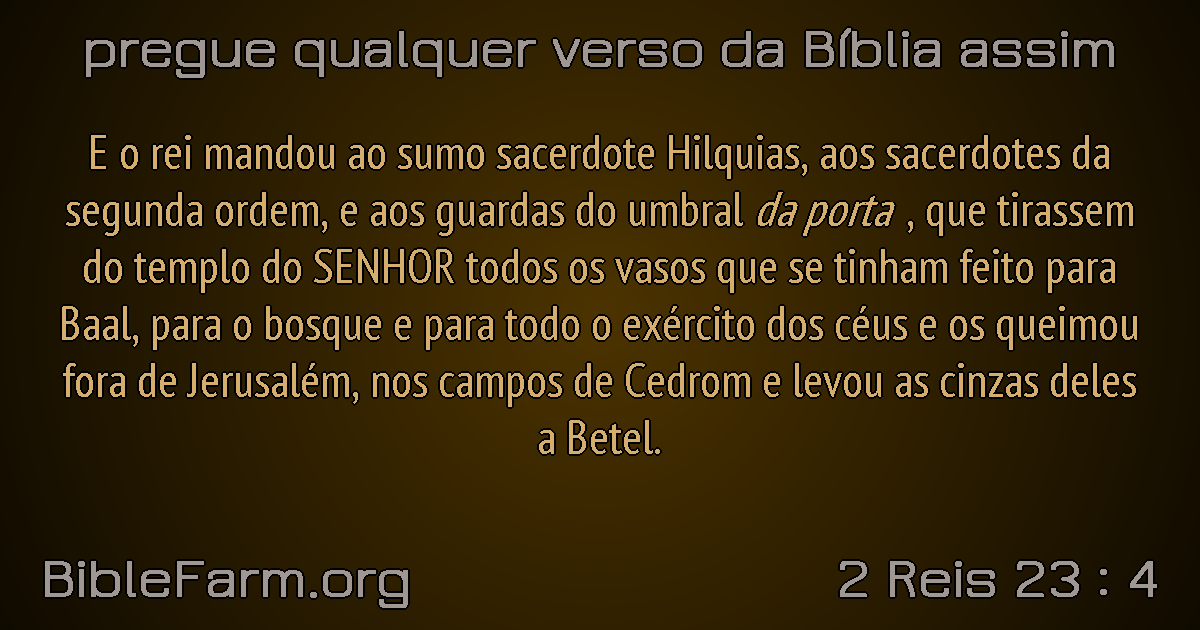 pregue qualquer verso da Bíblia assim
E o rei mandou ao sumo sacerdote Hilquias, aos sacerdotes da
segunda ordem, e aos guardas do umbral da porta , que tirassem
do templo do SENHOR todos os vasos que se tinham feito para
Baal, para o bosque e para todo o exército dos céus e os queimou
fora de Jerusalém, nos campos de Cedrom e levou as cinzas deles
a Betel.
BibleFarm.org
2 Reis 23 : 4